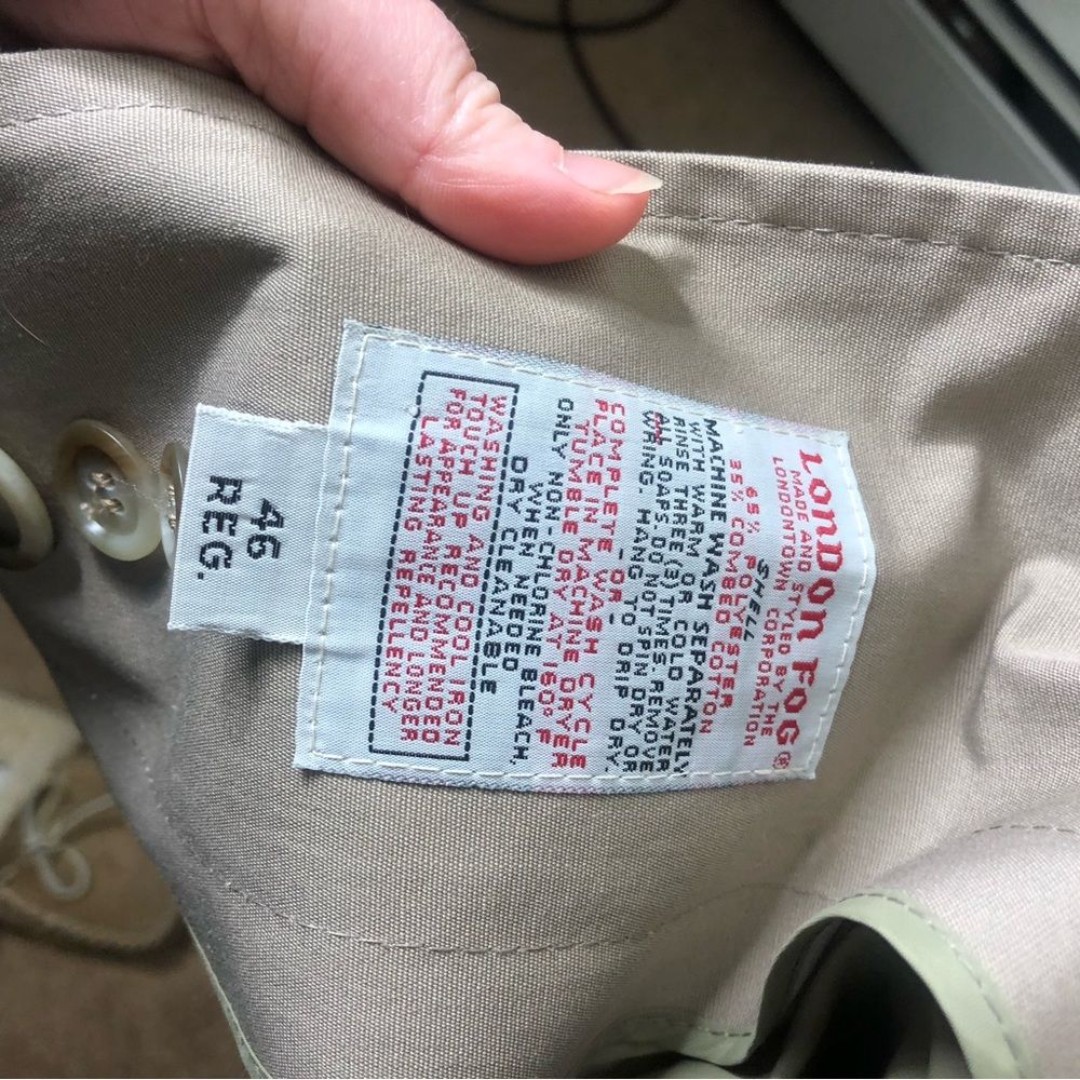 LONDON FOG®
MADE AND STYLED BY THE
LONDONTOWN CORPORATION
SHELL
65% POLYESTER
35% COMBED COTTON
MACHINE WASH SEPARATELY
WITH WARM OR COLD WATER
RINSE THREE (3) TIMES. REMOVE
ALL SOAPS. DO NOT SPIN DRY OR
WRING. HANG TO DRIP DRY.
-OR-
COMPLETE WASH CYCLE
PLACE IN MACHINE DRYER
TUMBLE DRY AT 160° F
ONLY NON-CHLORINE BLEACH,
WHEN NEEDED
DRY CLEANABLE
WASHING AND COOL IRON
TOUCH UP RECOMMENDED
FOR APPEARANCE AND LONGER
LASTING REPELLENCY
46
REG.